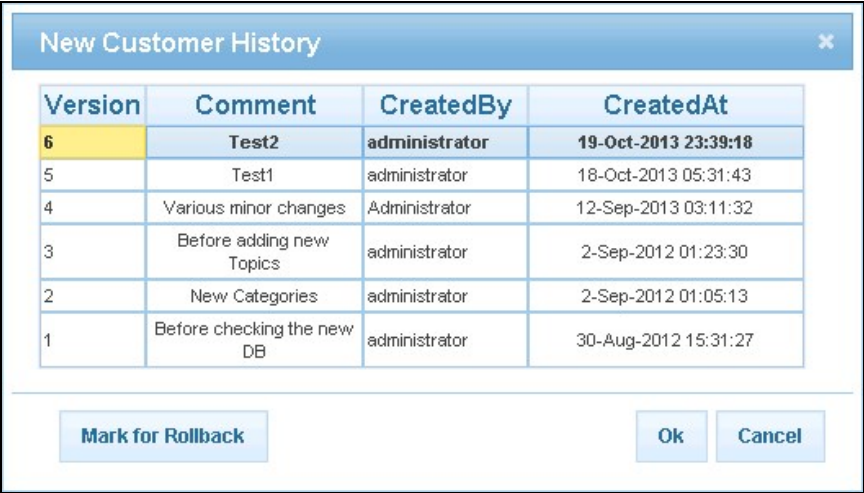 New Customer History
Version Comment CreatedBy CreatedAt
6 Test2 administrator 19-Oct-2013 23:39:18
5 Test1 administrator 18-Oct-2013 05:31:43
4 Various minor changes Administrator 12-Sep-2013 03:11:32
3 Before adding new Topics administrator 2-Sep-2012 01:23:30
2 New Categories administrator 2-Sep-2012 01:05:13
1 Before checking the new DB administrator 30-Aug-2012 15:31:27
Mark for Rollback Ok Cancel